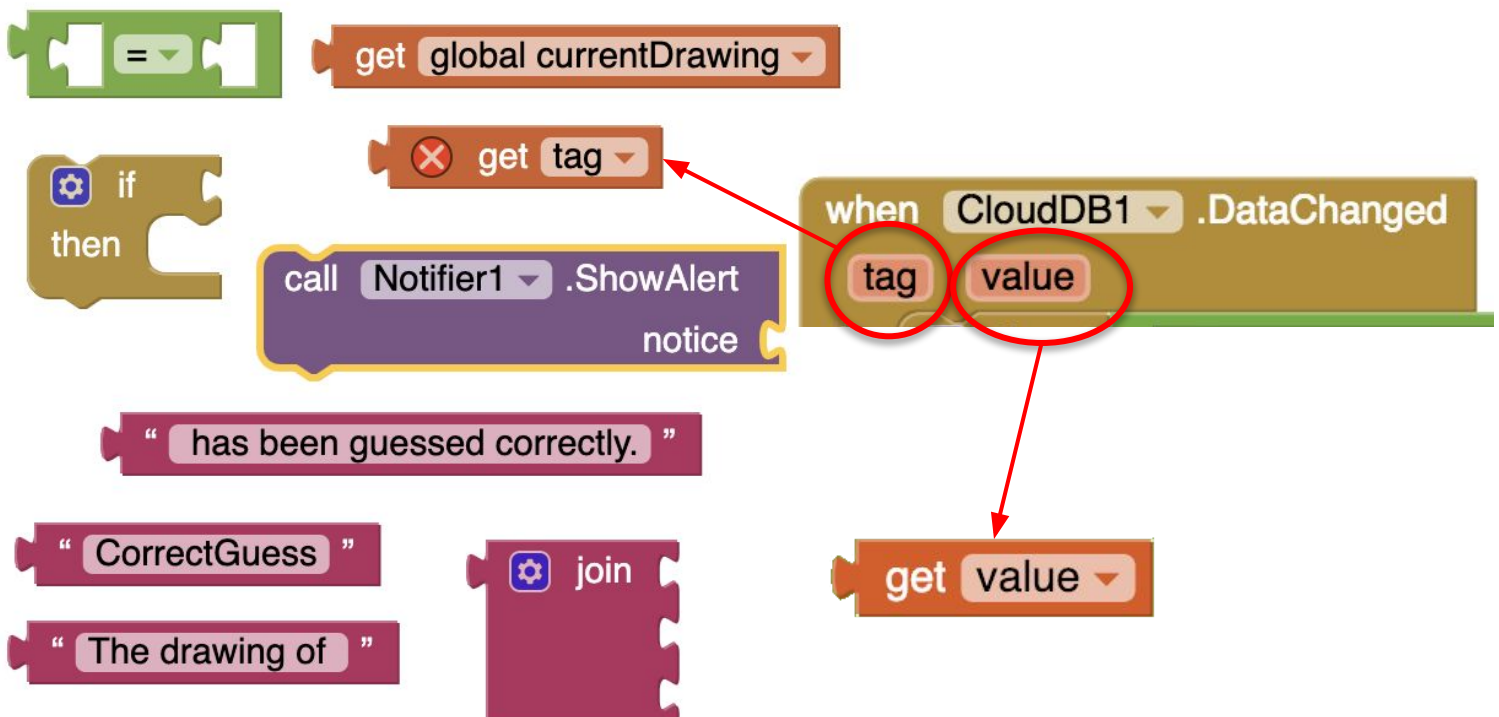 =
get global currentDrawing
get tag
if
then
when CloudDB1 .DataChanged
tag value
call Notifier1 .ShowAlert
notice
“ has been guessed correctly. ”
“ CorrectGuess ”
join
get value
“ The drawing of ”